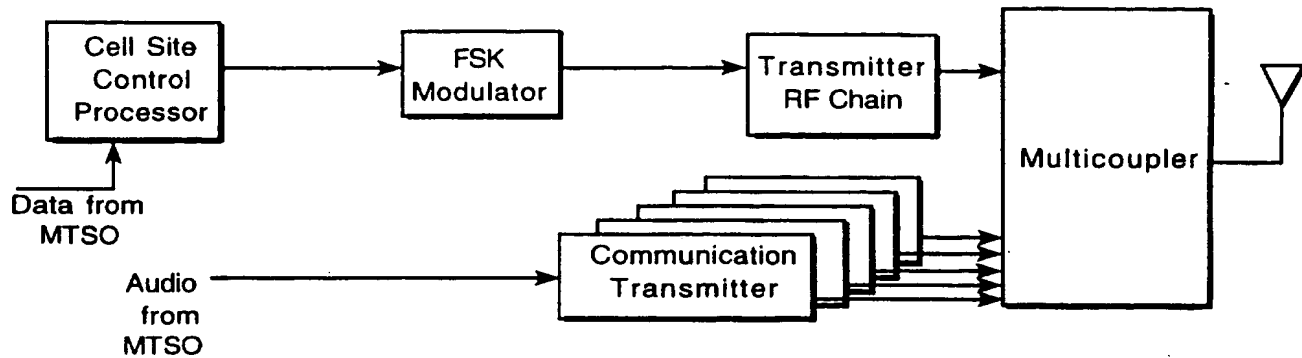 Cell Site
Control
Processor
FSK
Modulator
Transmitter
RF Chain
Multicoupler
Data from
MTSO
Communication
Transmitter
Audio
from
MTSO